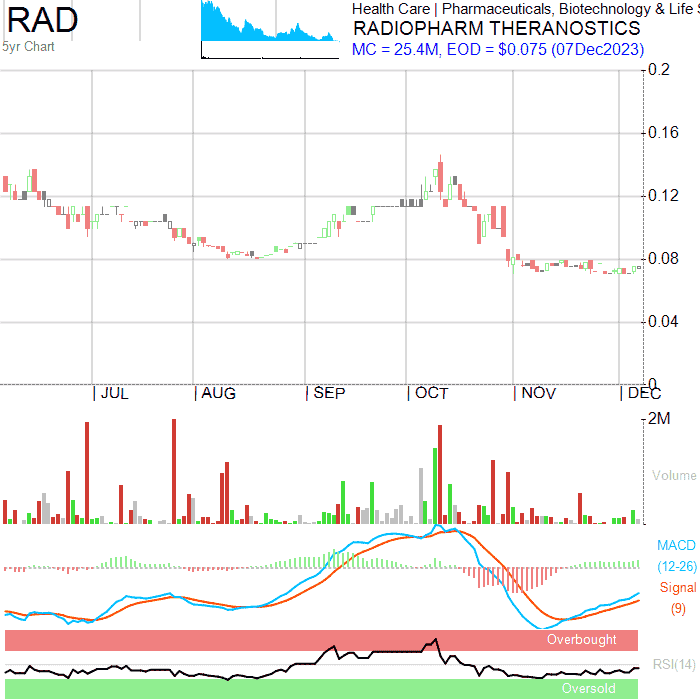 RAD
5yr Chart
Health Care | Pharmaceuticals, Biotechnology & Life S
RADIOPHARM THERANOSTICS
MC = 25.4M, EOD = $0.075 (07Dec2023)
0.2
0.16
0.12
0.08
0.04
0
| JUL | AUG | SEP | OCT | NOV | DEC
2M
Volume
MACD
(12-26)
Signal
(9)
Overbought
RSI(14)
Oversold